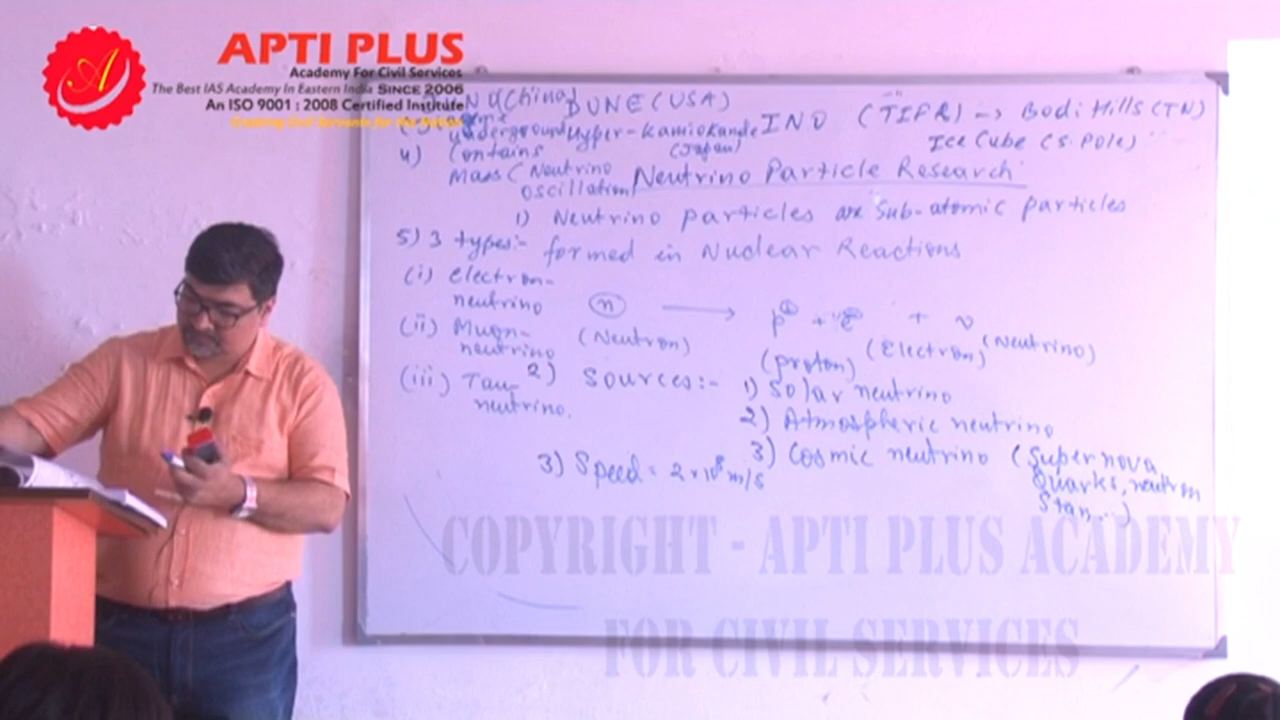 APTI PLUS
Academy For Civil Services
The Best IAS Academy In Eastern India SINCE 2006
An ISO 9001 : 2008 Certified Institute
(China) DUNE (USA)
INO (TIFR) → Bodi Hills (TN)
underground Hyper-Kamiokande
(Japan)
Ice Cube (S. Pole)
4) Contains
Mass (Neutrino
oscillation)
Neutrino Particle Research
1) Neutrino particles are Sub-atomic particles
formed in Nuclear Reactions
5) 3 types:-
(i) electron-
neutrino
(ii) Muon-
neutrino
(iii) Tau-
neutrino.
n → p + e + ν
(Neutron) (proton) (Electron) (Neutrino)
2) Sources:- 1) Solar neutrino
2) Atmospheric neutrino
3) Cosmic neutrino (Supernova
Quarks, neutron
Star...)
3) Speed = 2×10⁸ m/s
COPYRIGHT - APTI PLUS ACADEMY
FOR CIVIL SERVICES